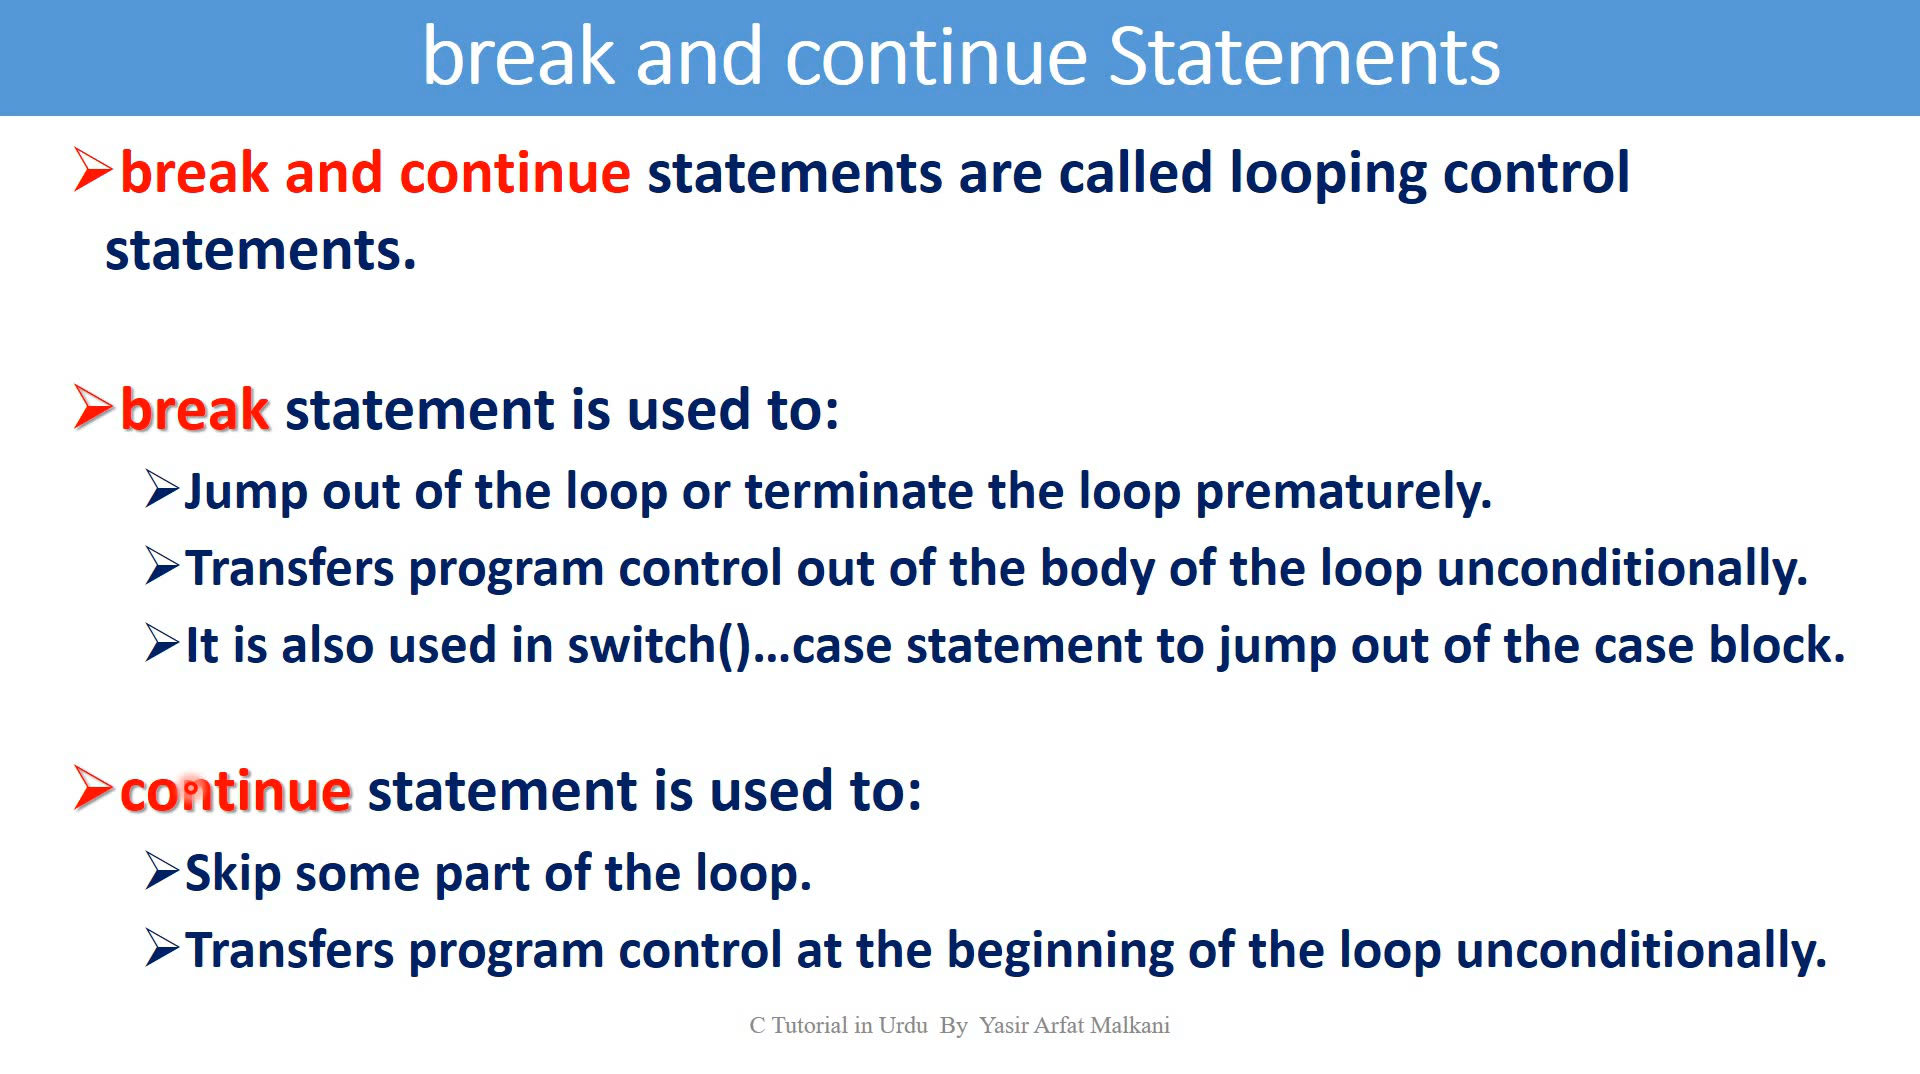 break and continue Statements
➢break and continue statements are called looping control
statements.
➢break statement is used to:
➢Jump out of the loop or terminate the loop prematurely.
➢Transfers program control out of the body of the loop unconditionally.
➢It is also used in switch()...case statement to jump out of the case block.
➢continue statement is used to:
➢Skip some part of the loop.
➢Transfers program control at the beginning of the loop unconditionally.
C Tutorial in Urdu By Yasir Arfat Malkani